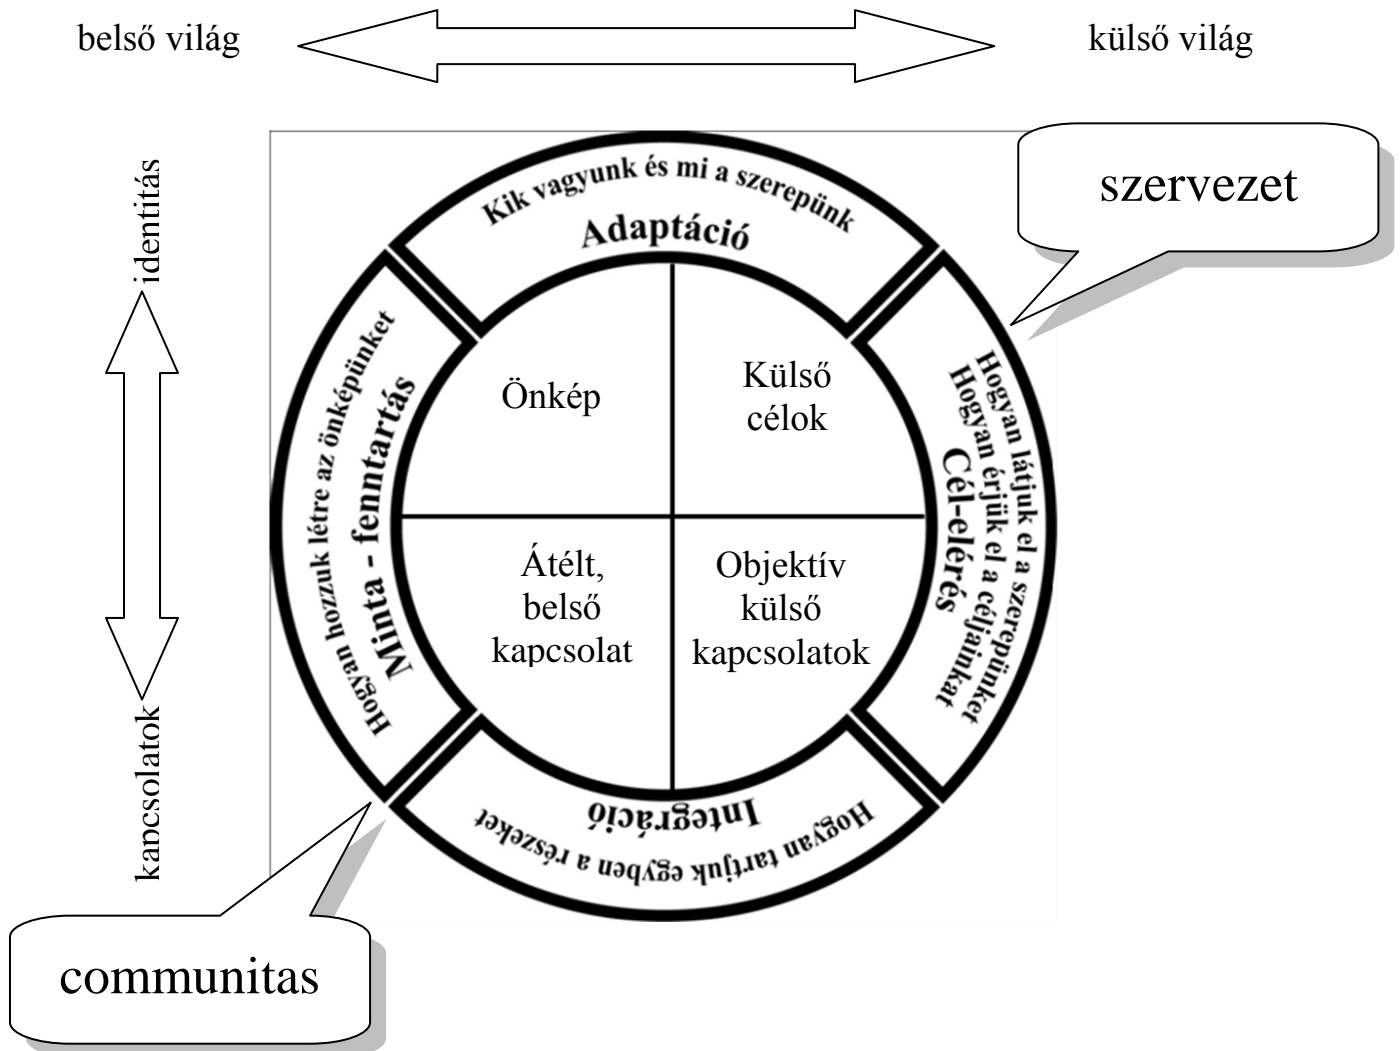 belső világ
külső világ
szervezet
identitás
kapcsolatok
Kik vagyunk és mi a szerepünk
Adaptáció
Hogyan hozzuk létre az önképünket
Minta - fenntartás
Önkép
Külső
célok
Hogyan látjuk el a szerepünket
Hogyan érjük el a céljainkat
Cél-elérés
Átélt,
belső
kapcsolat
Objektív
külső
kapcsolatok
Integráció
Hogyan tartjuk egyben a részeket
communitas